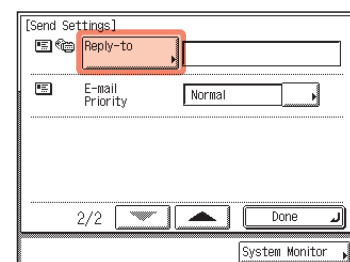 [Send Settings]
Reply-to
E-mail
Priority
Normal
2/2
Done
System Monitor